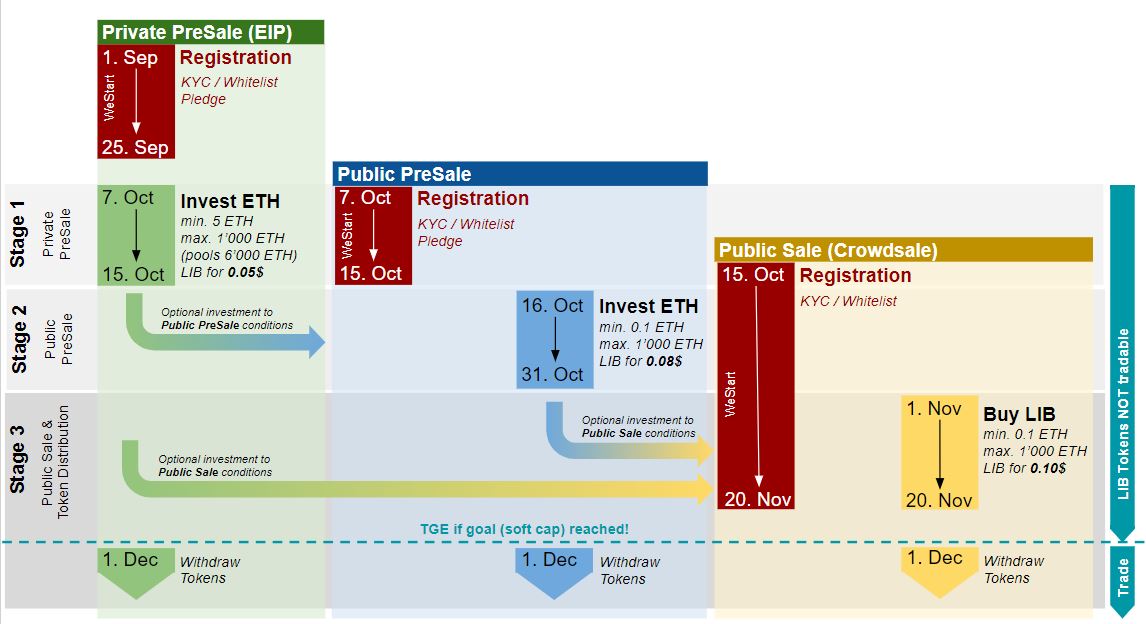 Private PreSale (EIP)
1. Sep
WeStart
25. Sep
Registration
KYC / Whitelist
Pledge
Public PreSale
Stage 1
Private
PreSale
7. Oct
15. Oct
Invest ETH
min. 5 ETH
max. 1’000 ETH
(pools 6’000 ETH)
LIB for 0.05$
7. Oct
WeStart
15. Oct
Registration
KYC / Whitelist
Pledge
Public Sale (Crowdsale)
15. Oct
WeStart
20. Nov
Registration
KYC / Whitelist
Stage 2
Public
PreSale
Optional investment to
Public PreSale conditions
16. Oct
31. Oct
Invest ETH
min. 0.1 ETH
max. 1’000 ETH
LIB for 0.08$
Stage 3
Public Sale &
Token Distribution
Optional investment to
Public Sale conditions
Optional investment to
Public Sale conditions
1. Nov
20. Nov
Buy LIB
min. 0.1 ETH
max. 1’000 ETH
LIB for 0.10$
LIB Tokens NOT tradable
TGE if goal (soft cap) reached!
1. Dec
Withdraw
Tokens
1. Dec
Withdraw
Tokens
1. Dec
Withdraw
Tokens
Trade